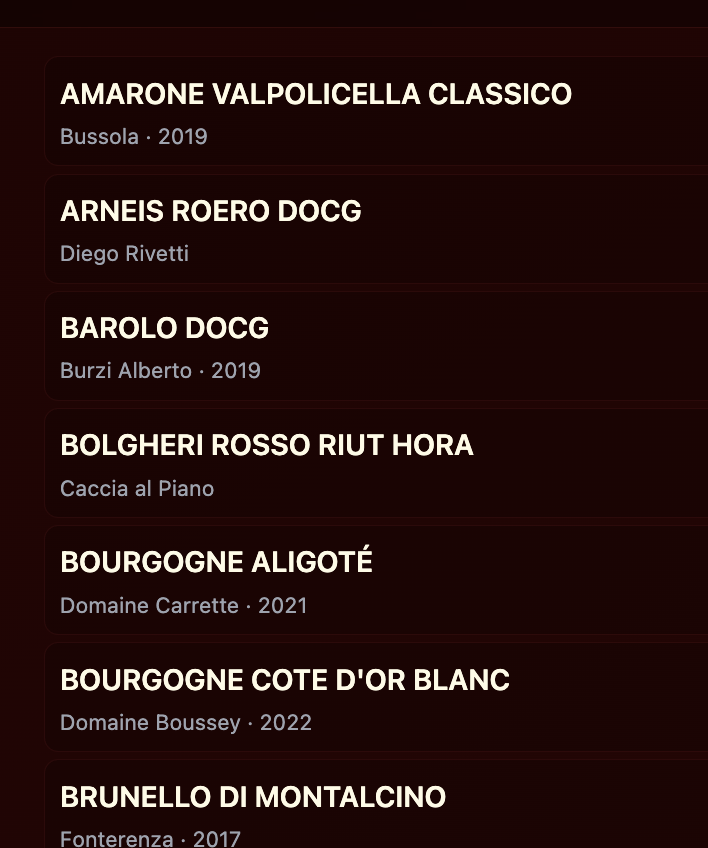 AMARONE VALPOLICELLA CLASSICO
Bussola · 2019
ARNEIS ROERO DOCG
Diego Rivetti
BAROLO DOCG
Burzi Alberto · 2019
BOLGHERI ROSSO RIUT HORA
Caccia al Piano
BOURGOGNE ALIGOTÉ
Domaine Carrette · 2021
BOURGOGNE COTE D'OR BLANC
Domaine Boussey · 2022
BRUNELLO DI MONTALCINO
Fonterenza · 2017